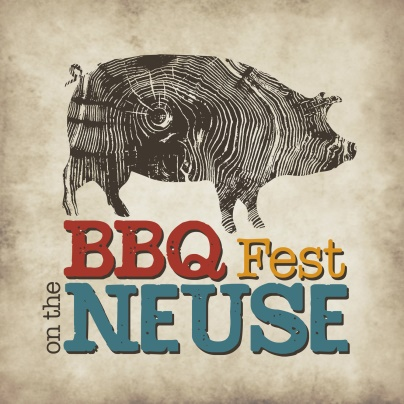 BBQ Fest
on the
NEUSE